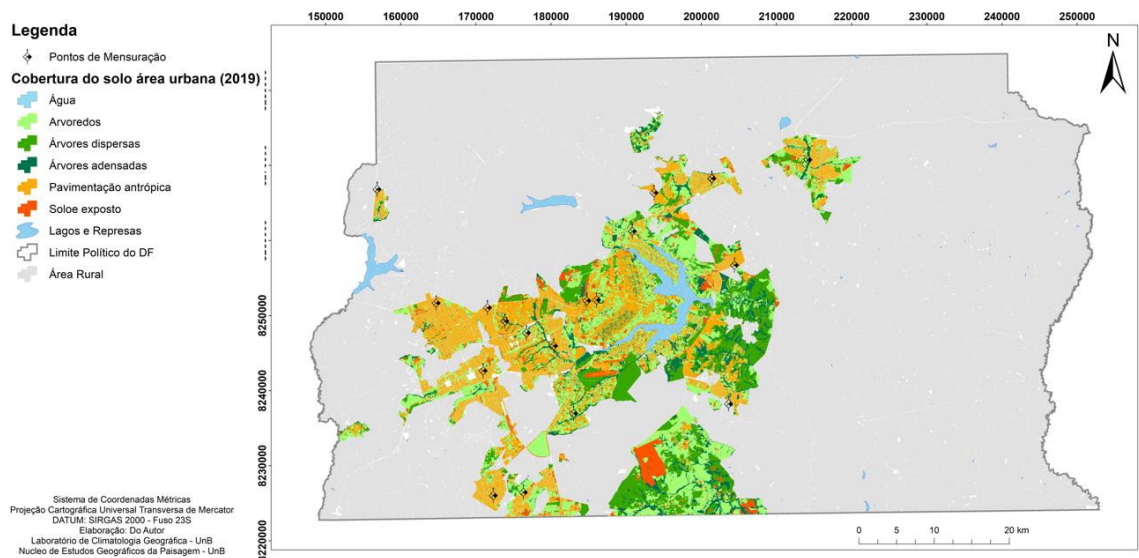 150000 160000 170000 180000 190000 200000 210000 220000 230000 240000 250000
Legenda
Pontos de Mensuração
Cobertura do solo área urbana (2019)
Água
Arvoredos
Árvores dispersas
Árvores adensadas
Pavimentação antrópica
Soloe exposto
Lagos e Represas
Limite Político do DF
Área Rural
N
8250000
8240000
8230000
8220000
0 5 10 20 km
Sistema de Coordenadas Métricas
Projeção Cartográfica Universal Transversa de Mercator
DATUM: SIRGAS 2000 - Fuso 23S
Elaboração: Do Autor
Laboratório de Climatologia Geográfica - UnB
Nucleo de Estudos Geográficos da Paisagem - UnB